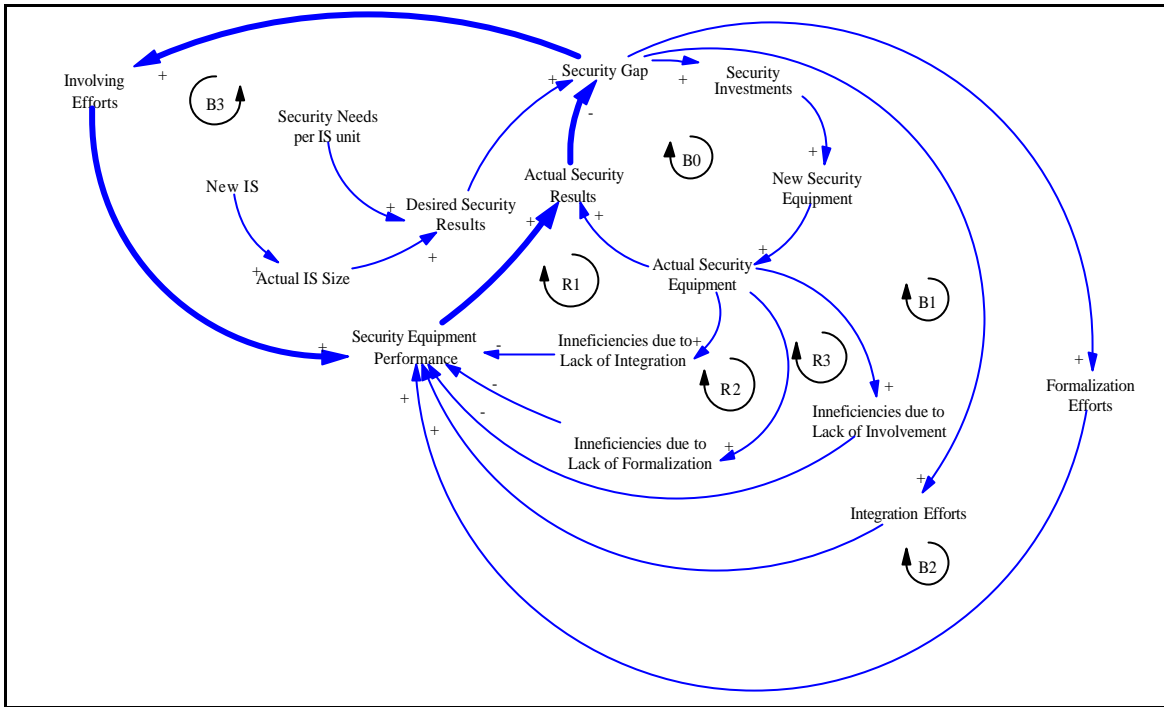 Security Gap
+
-
+
+
Security
Investments
Involving
Efforts
+
B3
Security Needs
per IS unit
B0
+
New Security
Equipment
Actual Security
Results
New IS
+
Desired Security
Results
+
+
+
+
Actual IS Size
+
Actual Security
Equipment
+
R1
B1
Security Equipment
Performance
+
-
Inneficiencies due to
Lack of Integration
+
R3
R2
+
Formalization
Efforts
-
-
+
+
+
Inneficiencies due to
Lack of Involvement
Inneficiencies due to
Lack of Formalization
+
+
Integration Efforts
B2